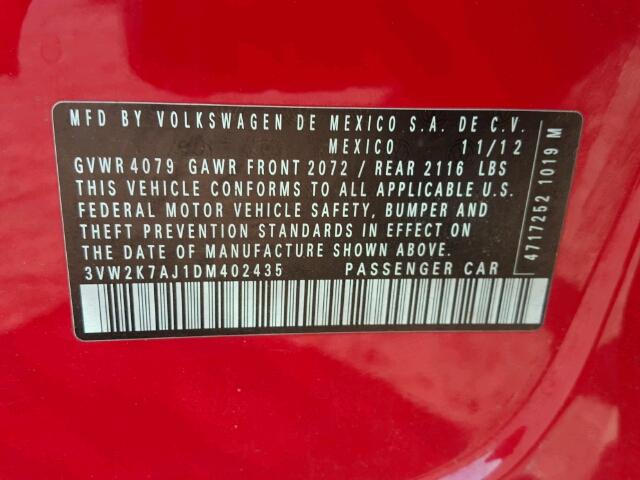 MFD BY VOLKSWAGEN DE MEXICO S.A. DE C.V.
MEXICO 11/12
GVWR 4079 GAWR FRONT 2072 / REAR 2116 LBS
THIS VEHICLE CONFORMS TO ALL APPLICABLE U.S.
FEDERAL MOTOR VEHICLE SAFETY, BUMPER AND
THEFT PREVENTION STANDARDS IN EFFECT ON
THE DATE OF MANUFACTURE SHOWN ABOVE.
3VW2K7AJ1DM402435 PASSENGER CAR
4717252 1019 M